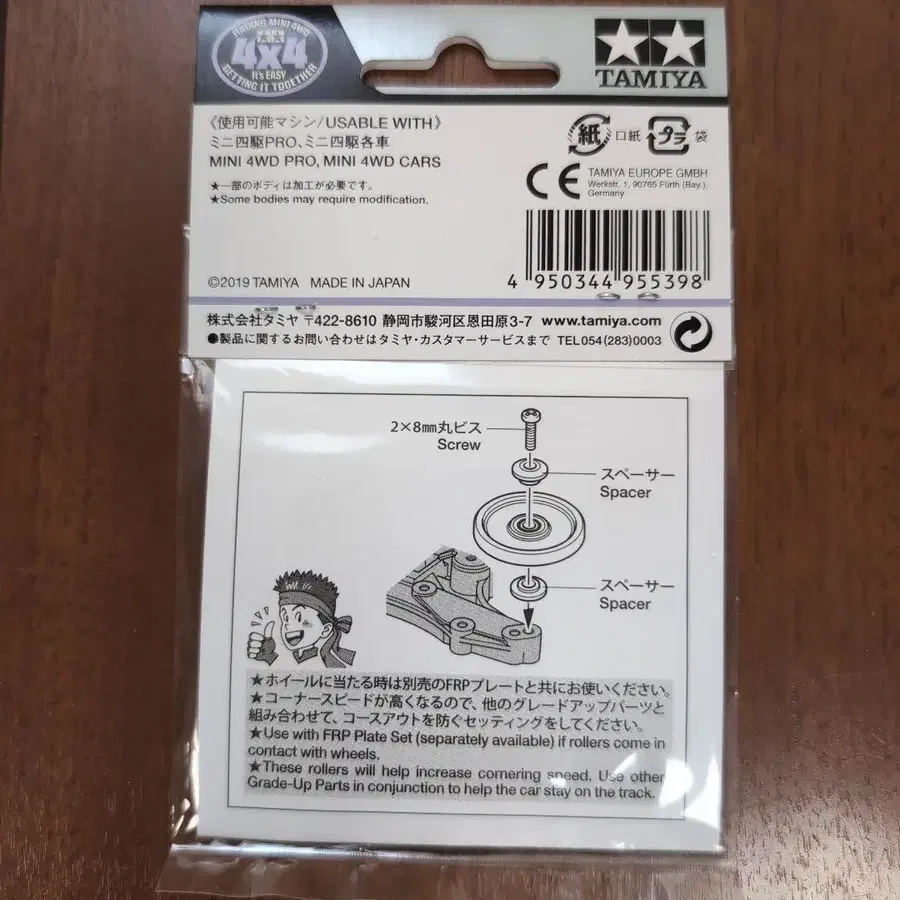 RACING MINI 4WD
4x4
It's EASY
GETTING IT TOGETHER
TAMIYA
《使用可能マシン/USABLE WITH》
ミニ四駆PRO、ミニ四駆各車
MINI 4WD PRO, MINI 4WD CARS
★一部のボディは加工が必要です。
★Some bodies may require modification.
紙 口紙 プラ 袋
CE TAMIYA EUROPE GMBH
Werkstr. 1, 90765 Fürth (Bay.)
Germany
4 950344 955398
©2019 TAMIYA MADE IN JAPAN
株式会社タミヤ 〒422-8610 静岡市駿河区恩田原3-7 www.tamiya.com
●製品に関するお問い合わせはタミヤ・カスタマーサービスまで TEL054(283)0003
2×8㎜丸ビス
Screw
スペーサー
Spacer
スペーサー
Spacer
★ホイールに当たる時は別売のFRPプレートと共にお使いください。
★コーナースピードが高くなるので、他のグレードアップパーツと
組み合わせて、コースアウトを防ぐセッティングをしてください。
★Use with FRP Plate Set (separately available) if rollers come in
contact with wheels.
★These rollers will help increase cornering speed. Use other
Grade-Up Parts in conjunction to help the car stay on the track.